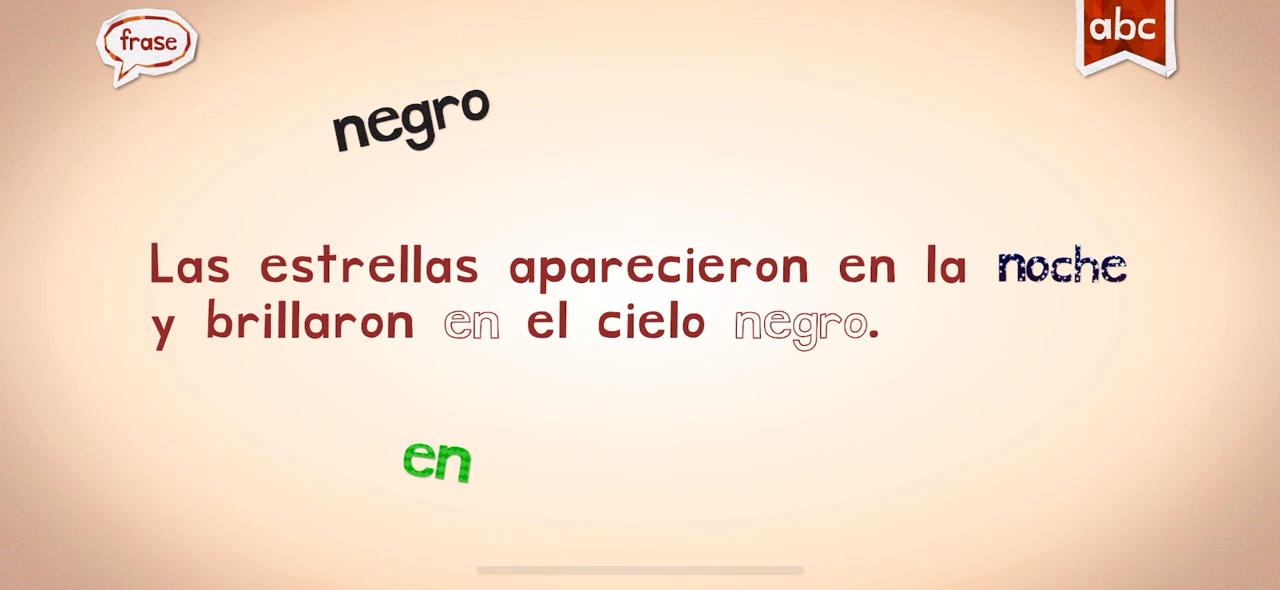 frase
abc
negro
Las estrellas aparecieron en la noche
y brillaron en el cielo negro.
en